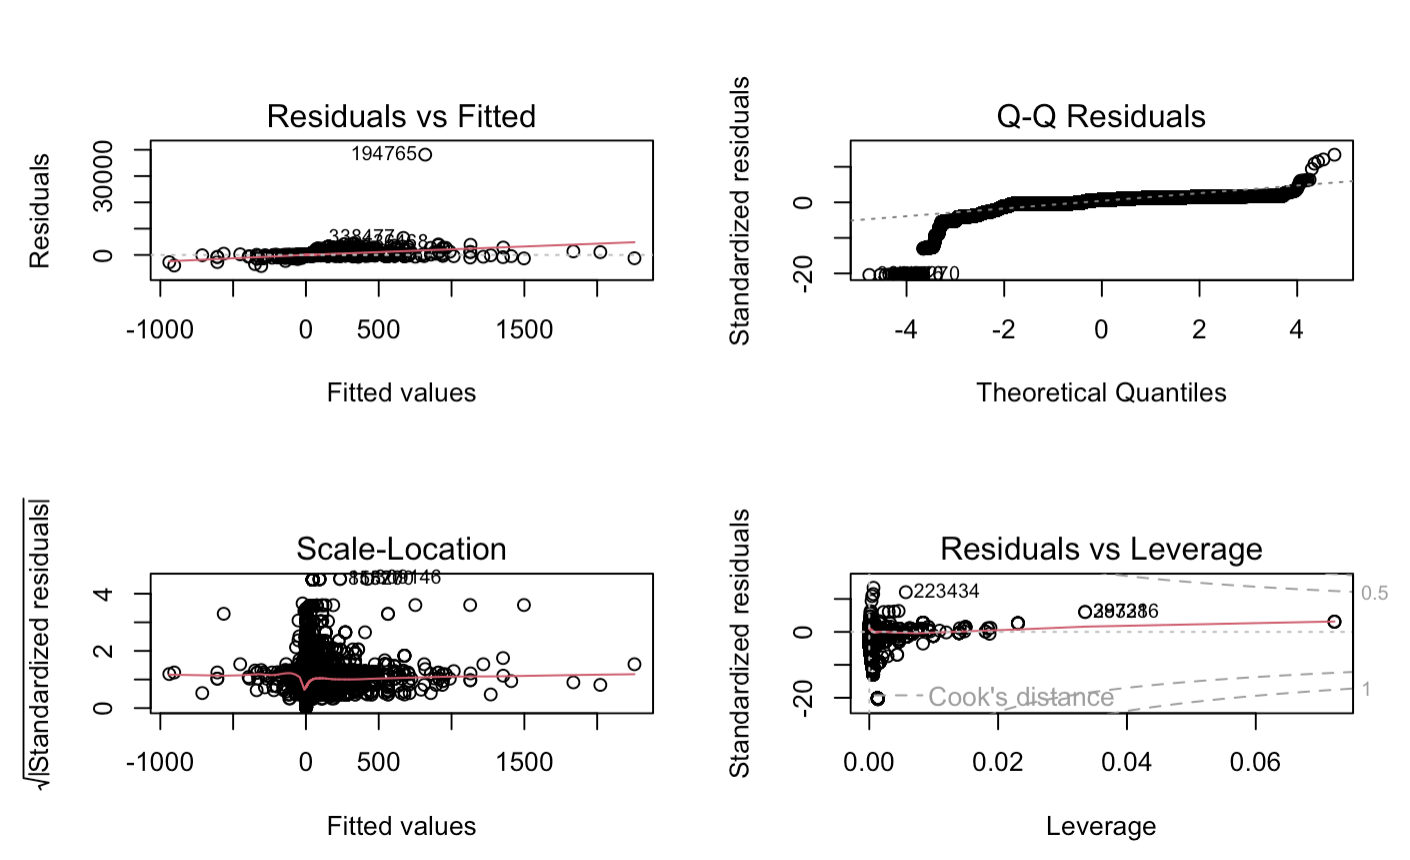 Residuals vs Fitted
Residuals
30000
0
194765
338477
-1000 0 500 1500
Fitted values
Q-Q Residuals
Standardized residuals
0
-20
-4 -2 0 2 4
Theoretical Quantiles
Scale-Location
√|Standardized residuals|
4
2
0
-1000 0 500 1500
Fitted values
Residuals vs Leverage
Standardized residuals
0
-20
223434
0.5
1
Cook's distance
0.00 0.02 0.04 0.06
Leverage